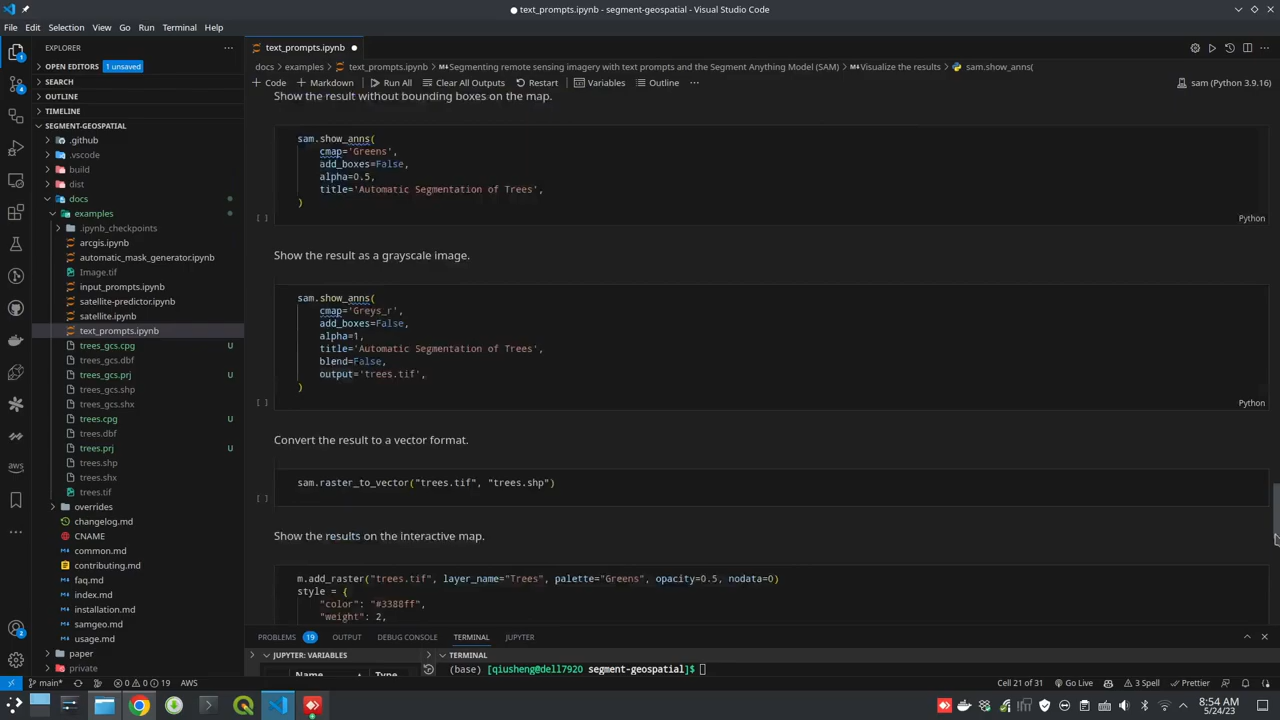 text_prompts.ipynb - segment-geospatial - Visual Studio Code
File Edit Selection View Go Run Terminal Help
EXPLORER
text_prompts.ipynb
OPEN EDITORS 1 unsaved
docs > examples > text_prompts.ipynb > Segmenting remote sensing imagery with text prompts and the Segment Anything Model (SAM) > Visualize the results > sam.show_anns(
SEARCH
+ Code + Markdown Run All Clear All Outputs Restart Variables Outline ... sam (Python 3.9.16)
OUTLINE
TIMELINE
SEGMENT-GEOSPATIAL
.github
.vscode
build
dist
docs
examples
.ipynb_checkpoints
arcgis.ipynb
automatic_mask_generator.ipynb
Image.tif
input_prompts.ipynb
satellite-predictor.ipynb
satellite.ipynb
text_prompts.ipynb
trees_gcs.cpg U
trees_gcs.dbf
trees_gcs.prj U
trees_gcs.shp
trees_gcs.shx
trees.cpg U
trees.dbf
trees.prj U
trees.shp
trees.shx
trees.tif
overrides
changelog.md
CNAME
common.md
contributing.md
faq.md
index.md
installation.md
samgeo.md
usage.md
paper
private
Show the result without bounding boxes on the map.
sam.show_anns(
cmap='Greens',
add_boxes=False,
alpha=0.5,
title='Automatic Segmentation of Trees',
)
[ ] Python
Show the result as a grayscale image.
sam.show_anns(
cmap='Greys_r',
add_boxes=False,
alpha=1,
title='Automatic Segmentation of Trees',
blend=False,
output='trees.tif',
)
[ ] Python
Convert the result to a vector format.
sam.raster_to_vector("trees.tif", "trees.shp")
[ ]
Show the results on the interactive map.
m.add_raster("trees.tif", layer_name="Trees", palette="Greens", opacity=0.5, nodata=0)
style = {
"color": "#3388ff",
"weight": 2,
PROBLEMS 19 OUTPUT DEBUG CONSOLE TERMINAL JUPYTER
JUPYTER: VARIABLES
TERMINAL
Name Type
(base) [qiusheng@dell7920 segment-geospatial]$
main* 0 0 19 AWS
Cell 21 of 31 Go Live 3 Spell Prettier
8:54 AM
5/24/23